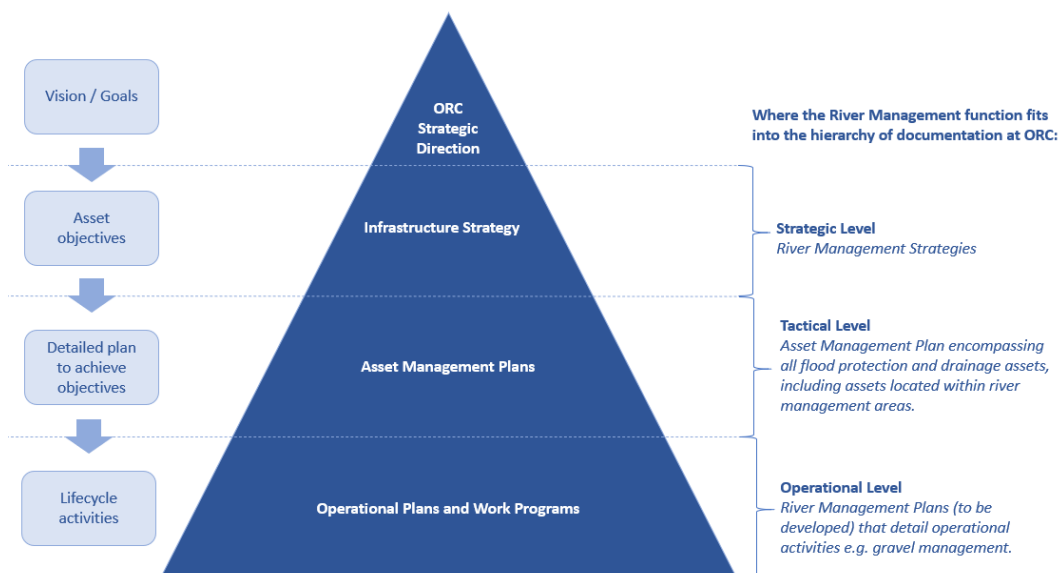 Vision / Goals
Asset
objectives
Detailed plan
to achieve
objectives
Lifecycle
activities
ORC
Strategic
Direction
Infrastructure Strategy
Asset Management Plans
Operational Plans and Work Programs
Where the River Management function fits
into the hierarchy of documentation at ORC:
Strategic Level
River Management Strategies
Tactical Level
Asset Management Plan encompassing
all flood protection and drainage assets,
including assets located within river
management areas.
Operational Level
River Management Plans (to be
developed) that detail operational
activities e.g. gravel management.